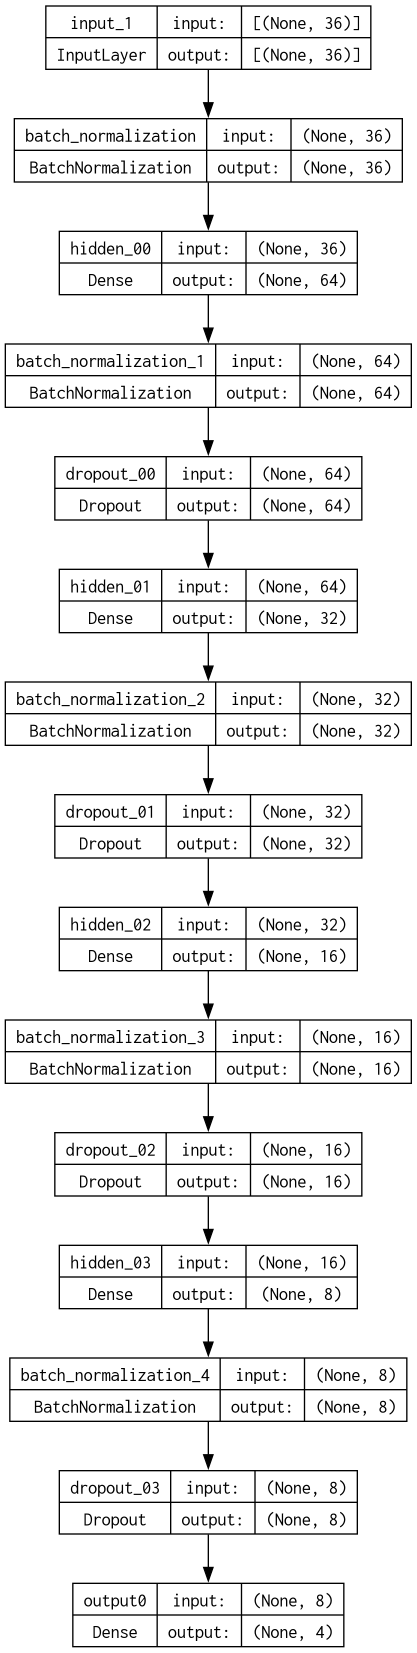 input_1 input: [(None, 36)]
InputLayer output: [(None, 36)]
batch_normalization input: (None, 36)
BatchNormalization output: (None, 36)
hidden_00 input: (None, 36)
Dense output: (None, 64)
batch_normalization_1 input: (None, 64)
BatchNormalization output: (None, 64)
dropout_00 input: (None, 64)
Dropout output: (None, 64)
hidden_01 input: (None, 64)
Dense output: (None, 32)
batch_normalization_2 input: (None, 32)
BatchNormalization output: (None, 32)
dropout_01 input: (None, 32)
Dropout output: (None, 32)
hidden_02 input: (None, 32)
Dense output: (None, 16)
batch_normalization_3 input: (None, 16)
BatchNormalization output: (None, 16)
dropout_02 input: (None, 16)
Dropout output: (None, 16)
hidden_03 input: (None, 16)
Dense output: (None, 8)
batch_normalization_4 input: (None, 8)
BatchNormalization output: (None, 8)
dropout_03 input: (None, 8)
Dropout output: (None, 8)
output0 input: (None, 8)
Dense output: (None, 4)